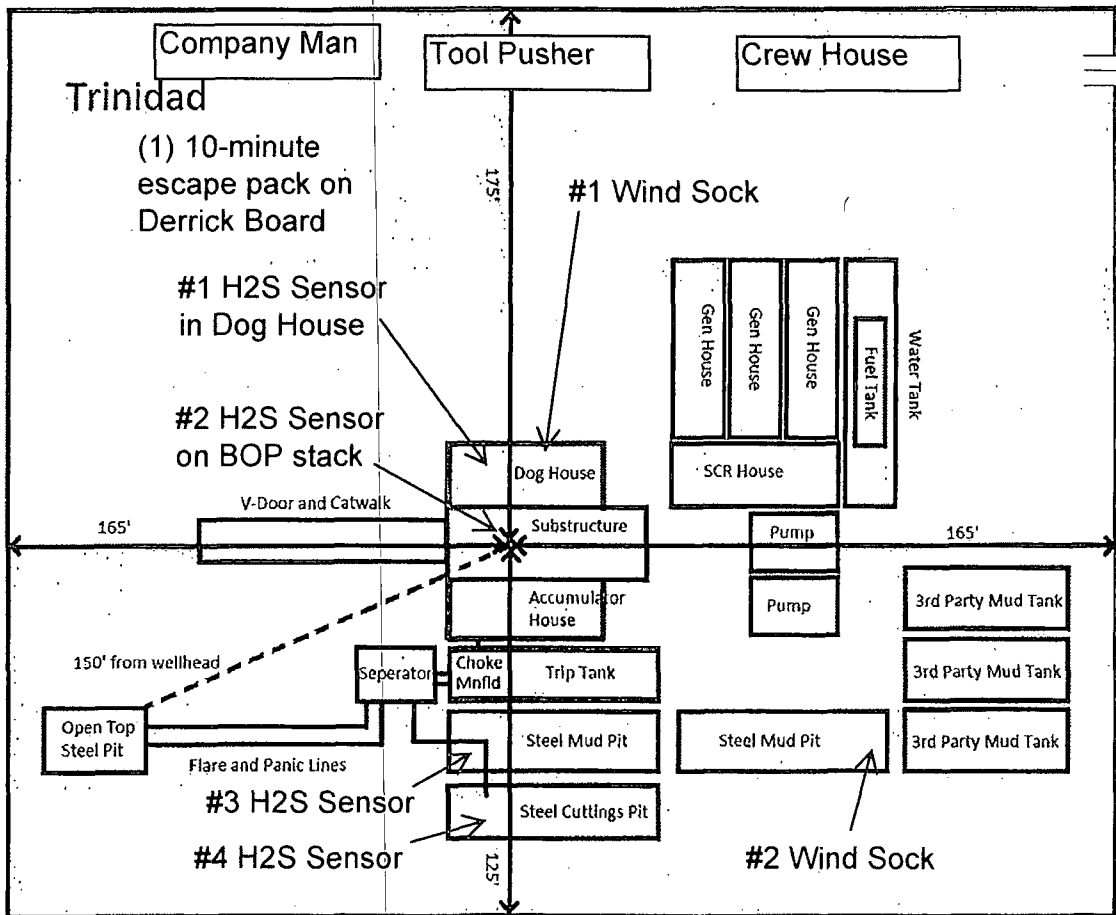 Company Man
Tool Pusher
Crew House
Trinidad
(1) 10-minute
escape pack on
Derrick Board
175'
#1 Wind Sock
#1 H2S Sensor
in Dog House
Gen House
Gen House
Gen House
Fuel Tank
Water Tank
#2 H2S Sensor
on BOP stack
Dog House
SCR House
V-Door and Catwalk
Substructure
Pump
165'
165'
Accumulator
House
Pump
3rd Party Mud Tank
150' from wellhead
Seperator
Choke
Mnfld
Trip Tank
3rd Party Mud Tank
Open Top
Steel Pit
Steel Mud Pit
Steel Mud Pit
3rd Party Mud Tank
Flare and Panic Lines
#3 H2S Sensor
Steel Cuttings Pit
#4 H2S Sensor
125'
#2 Wind Sock